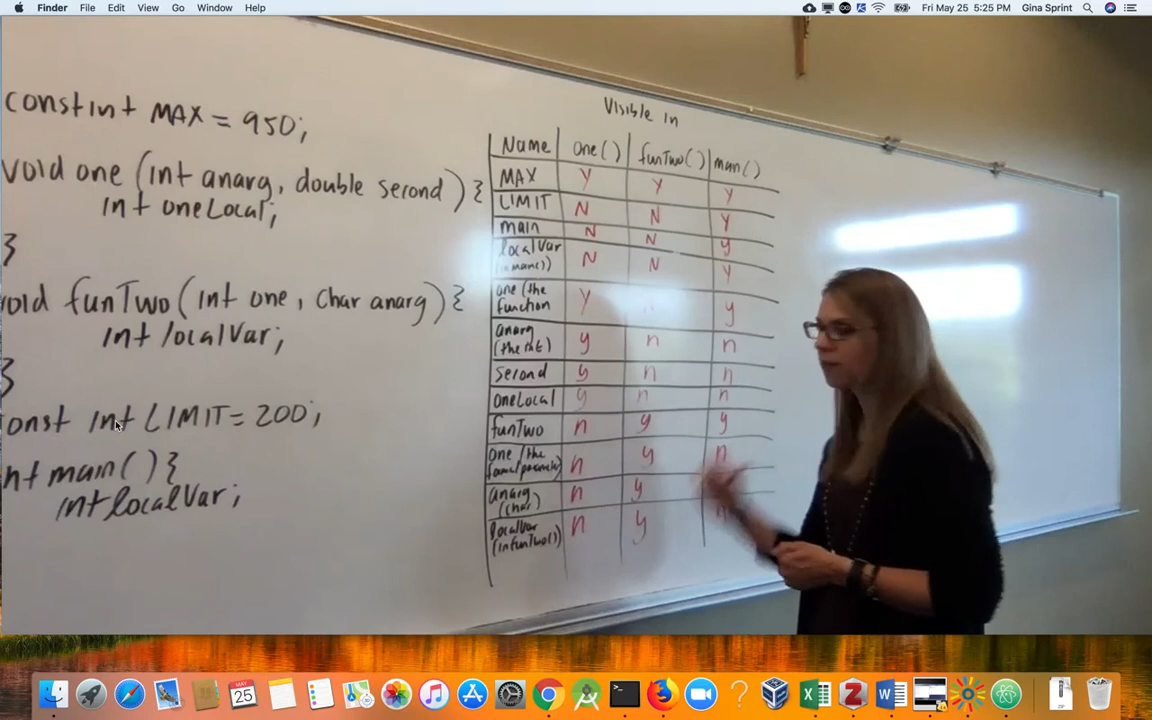 Finder File Edit View Go Window Help
Fri May 25 5:25 PM Gina Sprint
const int MAX = 950;
void one (int anarg, double second) {
int oneLocal;
}
void funTwo(int one, char anarg) {
int localVar;
}
const int LIMIT = 200;
int main() {
int localVar;
Visible in
Name one() funTwo() main()
MAX Y Y Y
LIMIT N N Y
main N N y
localVar (in main()) N N Y
one (the function Y y
anarg (the int) y n n
second y n n
oneLocal y n n
funTwo n y y
one (the n y n
anarg (char) n y
localVar (in funTwo()) n y n